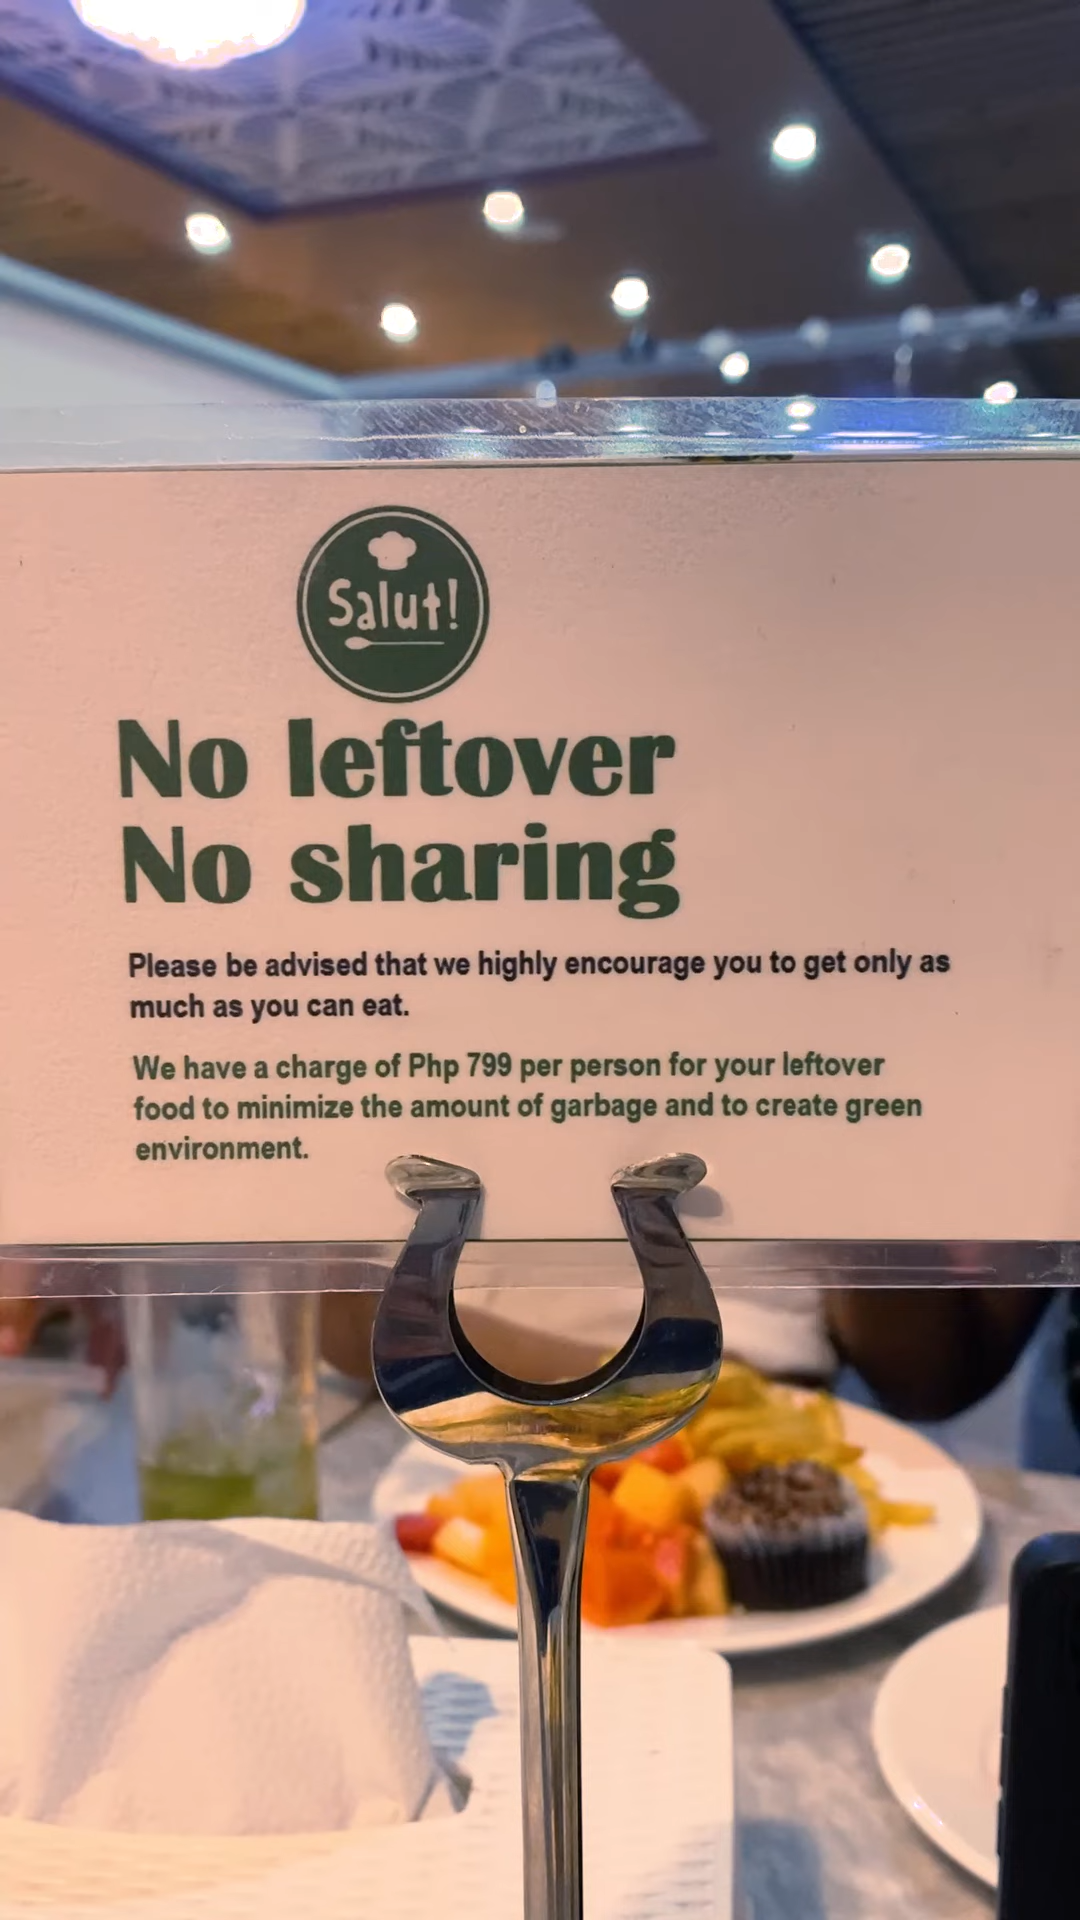 Salut!
No leftover
No sharing
Please be advised that we highly encourage you to get only as
much as you can eat.
We have a charge of Php 799 per person for your leftover
food to minimize the amount of garbage and to create green
environment.